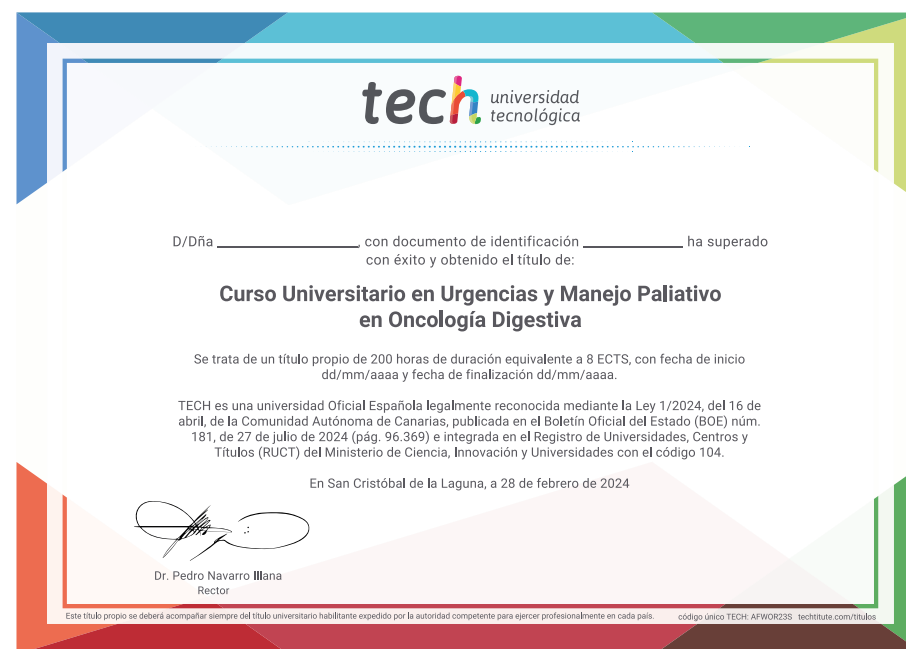 tech universidad
tecnológica
D/Dña ____________________, con documento de identificación ______________ ha superado
con éxito y obtenido el título de:
Curso Universitario en Urgencias y Manejo Paliativo
en Oncología Digestiva
Se trata de un título propio de 200 horas de duración equivalente a 8 ECTS, con fecha de inicio
dd/mm/aaaa y fecha de finalización dd/mm/aaaa.
TECH es una universidad Oficial Española legalmente reconocida mediante la Ley 1/2024, del 16 de
abril, de la Comunidad Autónoma de Canarias, publicada en el Boletín Oficial del Estado (BOE) núm.
181, de 27 de julio de 2024 (pág. 96.369) e integrada en el Registro de Universidades, Centros y
Títulos (RUCT) del Ministerio de Ciencia, Innovación y Universidades con el código 104.
En San Cristóbal de la Laguna, a 28 de febrero de 2024
Dr. Pedro Navarro Illana
Rector
Este título propio se deberá acompañar siempre del título universitario habilitante expedido por la autoridad competente para ejercer profesionalmente en cada país. código único TECH: AFWOR23S techtitute.com/titulos